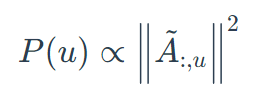 P(u) ∝ ‖Ã:,u‖²